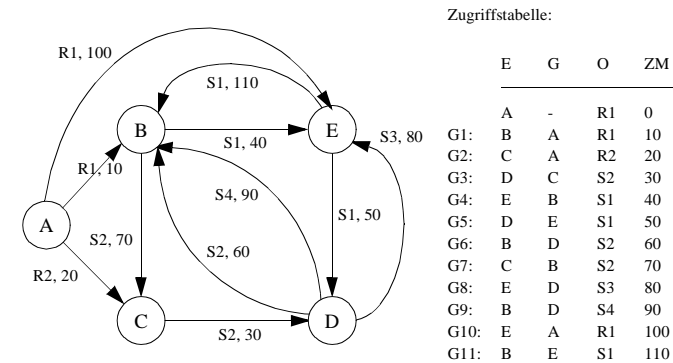 Zugriffstabelle:
E G O ZM
A - R1 0
G1: B A R1 10
G2: C A R2 20
G3: D C S2 30
G4: E B S1 40
G5: D E S1 50
G6: B D S2 60
G7: C B S2 70
G8: E D S3 80
G9: B D S4 90
G10: E A R1 100
G11: B E S1 110
R1, 100
S1, 110
B
E
S1, 40
S3, 80
R1, 10
S4, 90
A
S1, 50
S2, 70
S2, 60
R2, 20
C
D
S2, 30